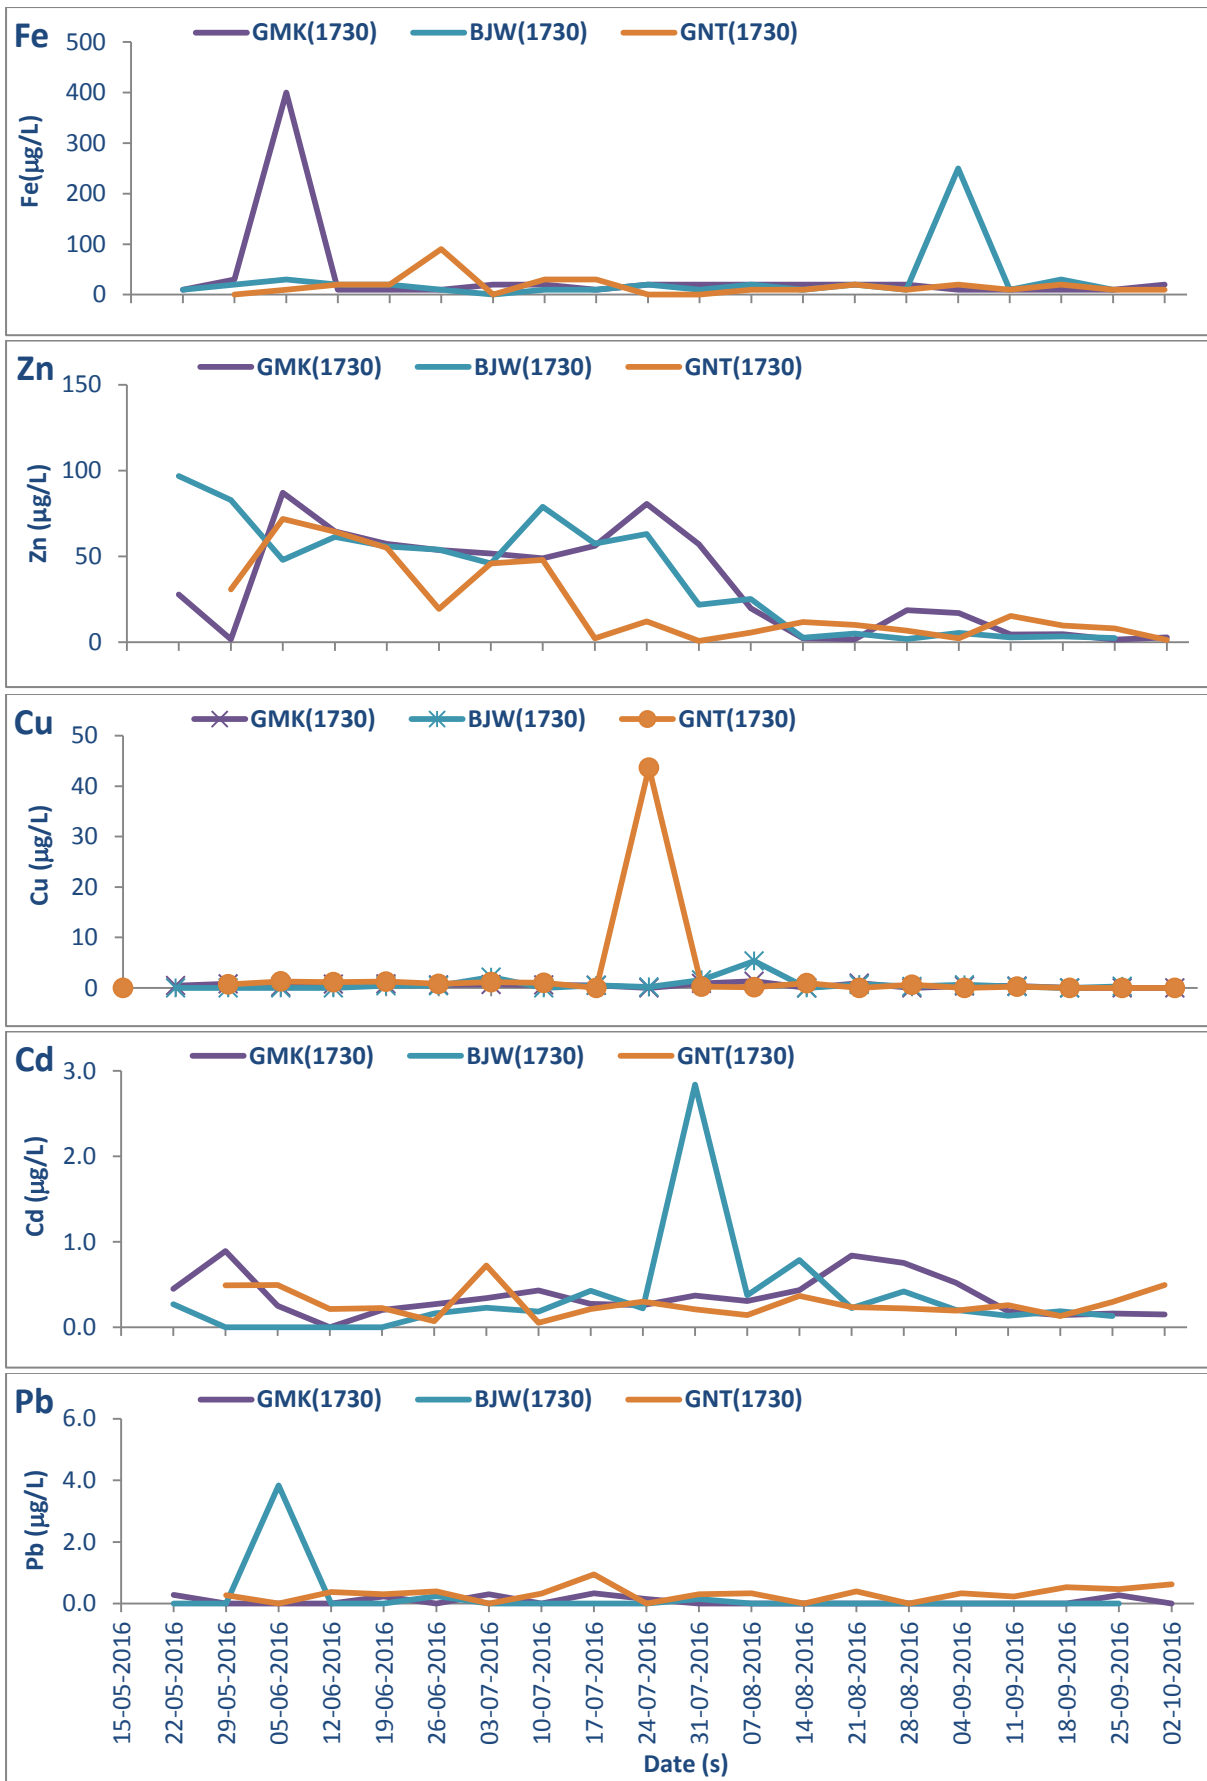 Fe
GMK(1730) BJW(1730) GNT(1730)
500
400
300
200
100
0
Fe(µg/L)
Zn
GMK(1730) BJW(1730) GNT(1730)
150
100
50
0
Zn (µg/L)
Cu
GMK(1730) BJW(1730) GNT(1730)
50
40
30
20
10
0
Cu (µg/L)
Cd
GMK(1730) BJW(1730) GNT(1730)
3.0
2.0
1.0
0.0
Cd (µg/L)
Pb
GMK(1730) BJW(1730) GNT(1730)
6.0
4.0
2.0
0.0
Pb (µg/L)
15-05-2016
22-05-2016
29-05-2016
05-06-2016
12-06-2016
19-06-2016
26-06-2016
03-07-2016
10-07-2016
17-07-2016
24-07-2016
31-07-2016
07-08-2016
14-08-2016
21-08-2016
28-08-2016
04-09-2016
11-09-2016
18-09-2016
25-09-2016
02-10-2016
Date (s)